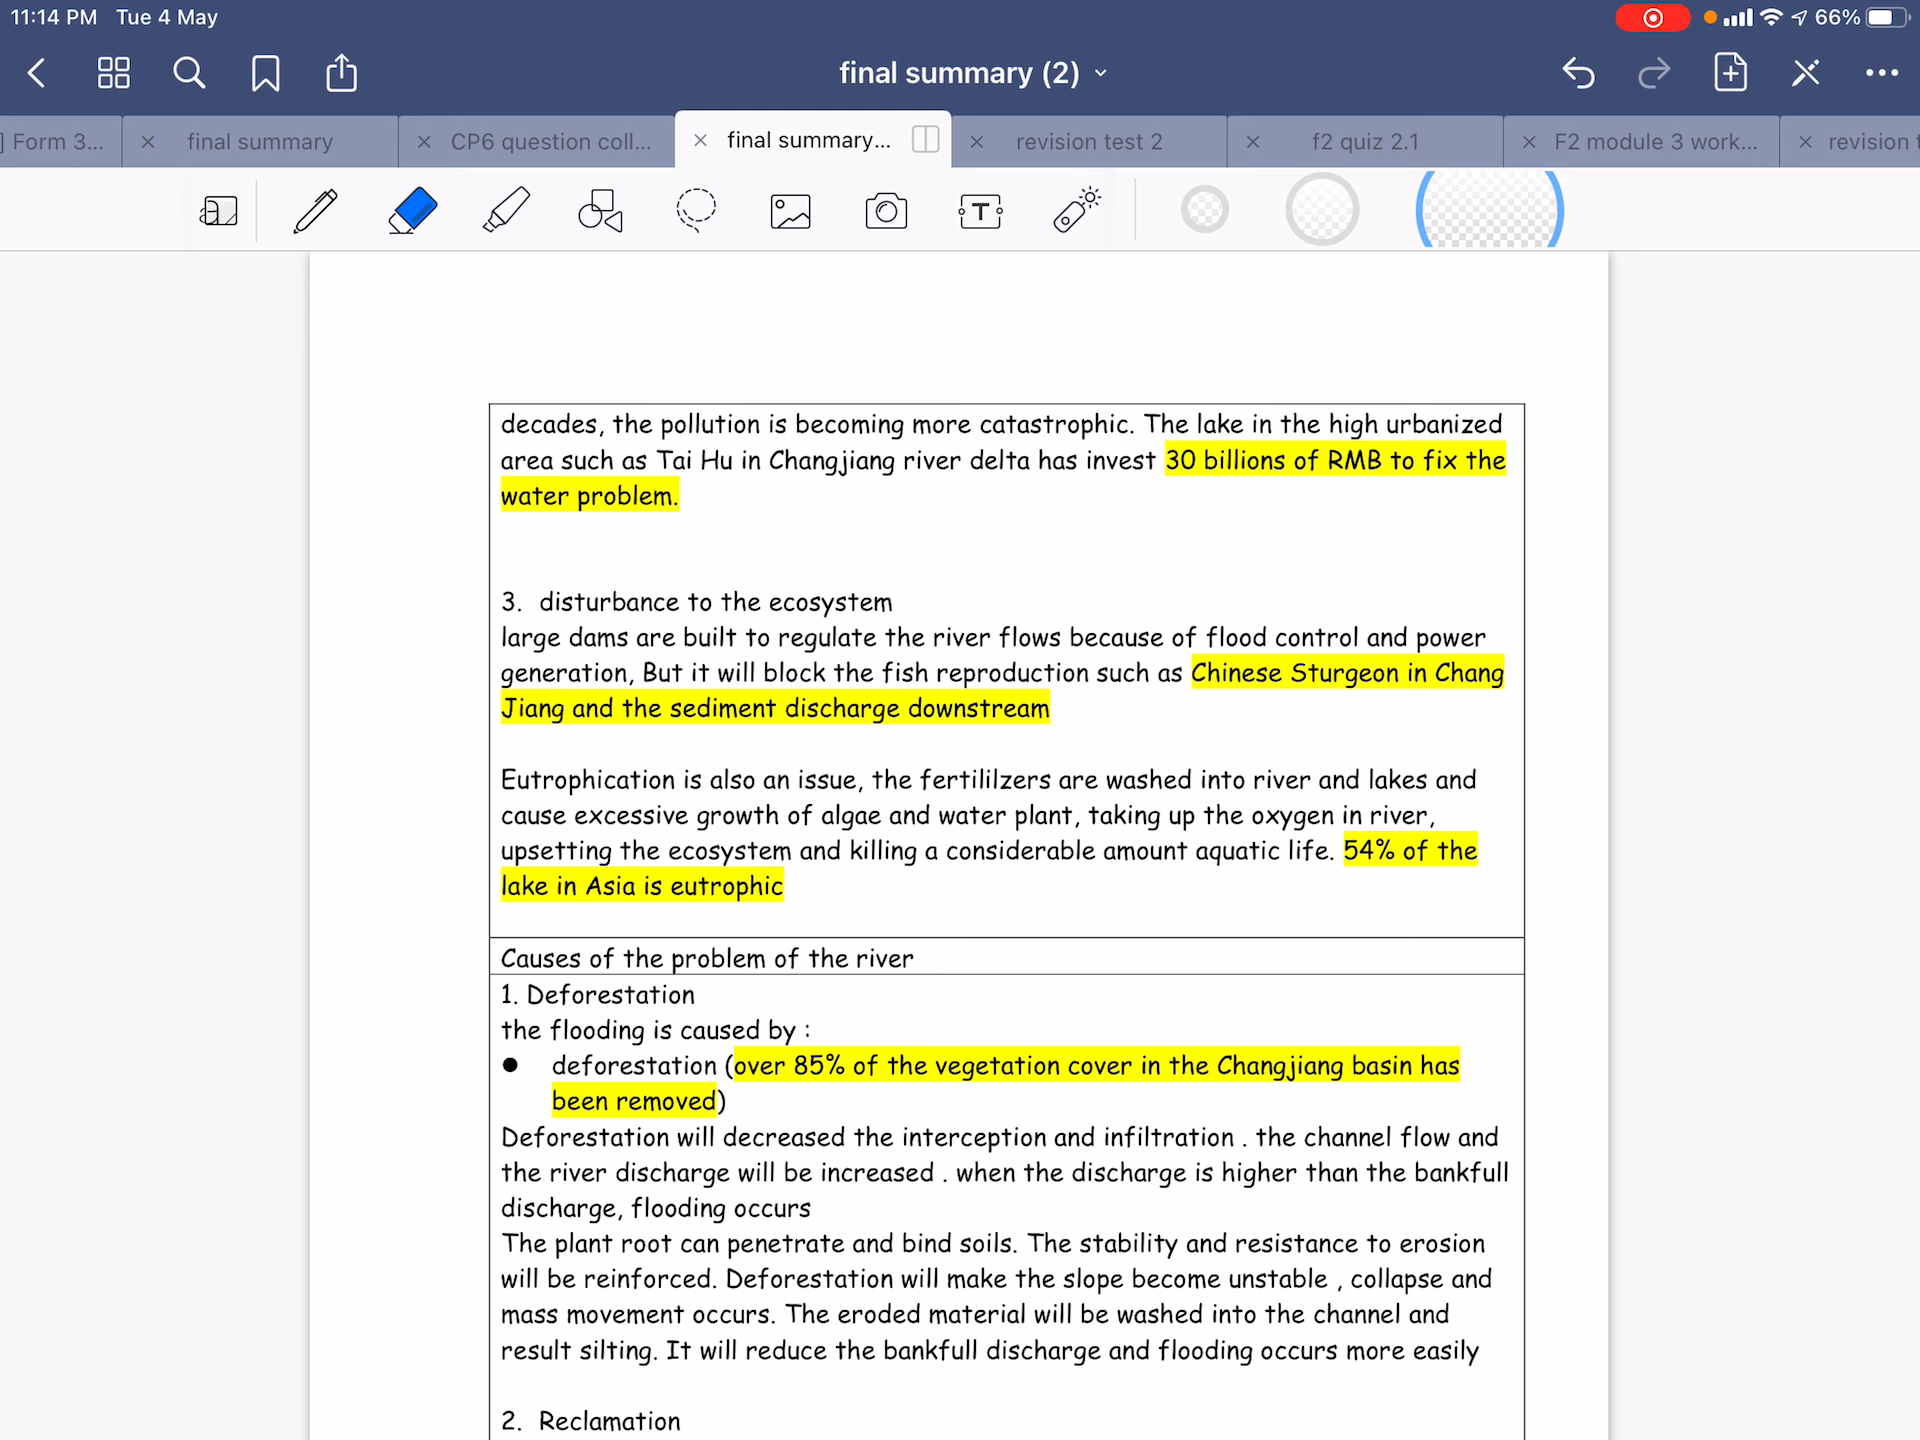 11:14 PM Tue 4 May
66%
final summary (2)
] Form 3...
final summary
CP6 question coll...
final summary...
revision test 2
f2 quiz 2.1
F2 module 3 work...
revision t
decades, the pollution is becoming more catastrophic. The lake in the high urbanized
area such as Tai Hu in Changjiang river delta has invest 30 billions of RMB to fix the
water problem.
3. disturbance to the ecosystem
large dams are built to regulate the river flows because of flood control and power
generation, But it will block the fish reproduction such as Chinese Sturgeon in Chang
Jiang and the sediment discharge downstream
Eutrophication is also an issue, the fertililzers are washed into river and lakes and
cause excessive growth of algae and water plant, taking up the oxygen in river,
upsetting the ecosystem and killing a considerable amount aquatic life. 54% of the
lake in Asia is eutrophic
Causes of the problem of the river
1. Deforestation
the flooding is caused by :
● deforestation (over 85% of the vegetation cover in the Changjiang basin has
been removed)
Deforestation will decreased the interception and infiltration . the channel flow and
the river discharge will be increased . when the discharge is higher than the bankfull
discharge, flooding occurs
The plant root can penetrate and bind soils. The stability and resistance to erosion
will be reinforced. Deforestation will make the slope become unstable , collapse and
mass movement occurs. The eroded material will be washed into the channel and
result silting. It will reduce the bankfull discharge and flooding occurs more easily
2. Reclamation